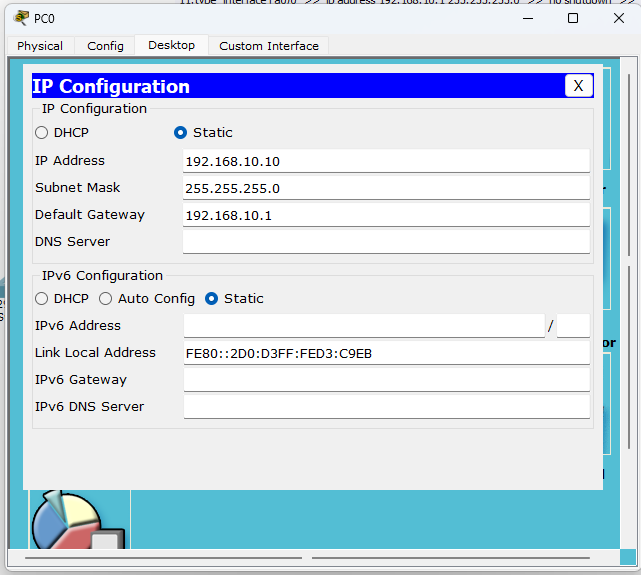 11.type "interface Fa0/0" >> ip address 192.168.10.1 255.255.255.0" >> "no shutdown" >>
PC0
Physical Config Desktop Custom Interface
IP Configuration X
IP Configuration
DHCP Static
IP Address 192.168.10.10
Subnet Mask 255.255.255.0
Default Gateway 192.168.10.1
DNS Server
IPv6 Configuration
DHCP Auto Config Static
IPv6 Address /
Link Local Address FE80::2D0:D3FF:FED3:C9EB
IPv6 Gateway
IPv6 DNS Server